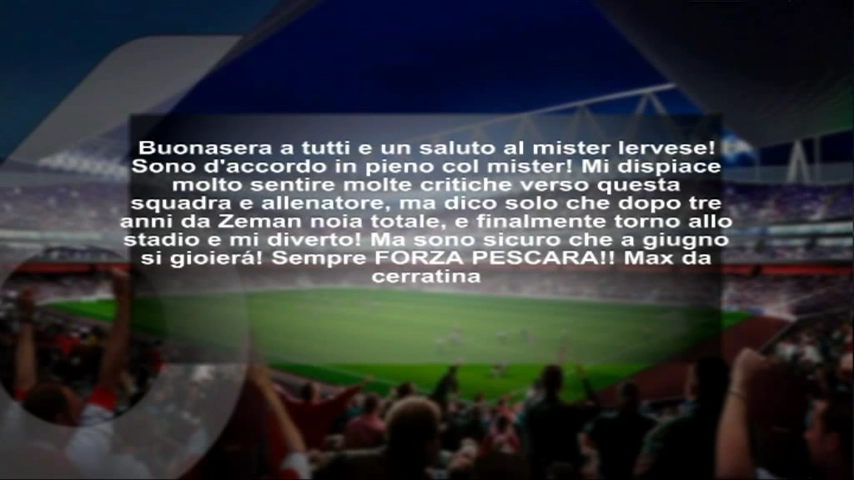 Buonasera a tutti e un saluto al mister Iervese!
Sono d'accordo in pieno col mister! Mi dispiace
molto sentire molte critiche verso questa
squadra e allenatore, ma dico solo che dopo tre
anni da Zeman noia totale, e finalmente torno allo
stadio e mi diverto! Ma sono sicuro che a giugno
si gioierá! Sempre FORZA PESCARA!! Max da
cerratina